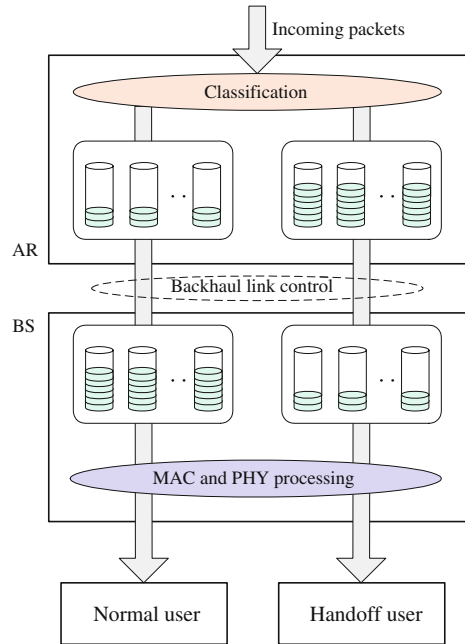 Incoming packets
Classification
. .
. .
AR
Backhaul link control
BS
. .
. .
MAC and PHY processing
Normal user
Handoff user